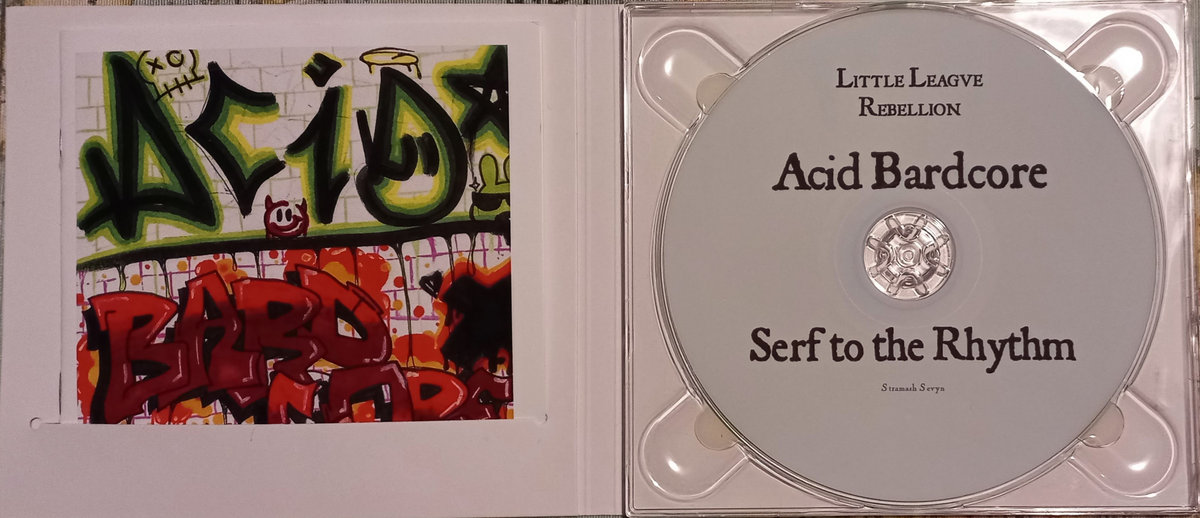 ACiD
BARD
LITTLE LEAGVE
REBELLION
Acid Bardcore
Serf to the Rhythm
Stramash Sevyn